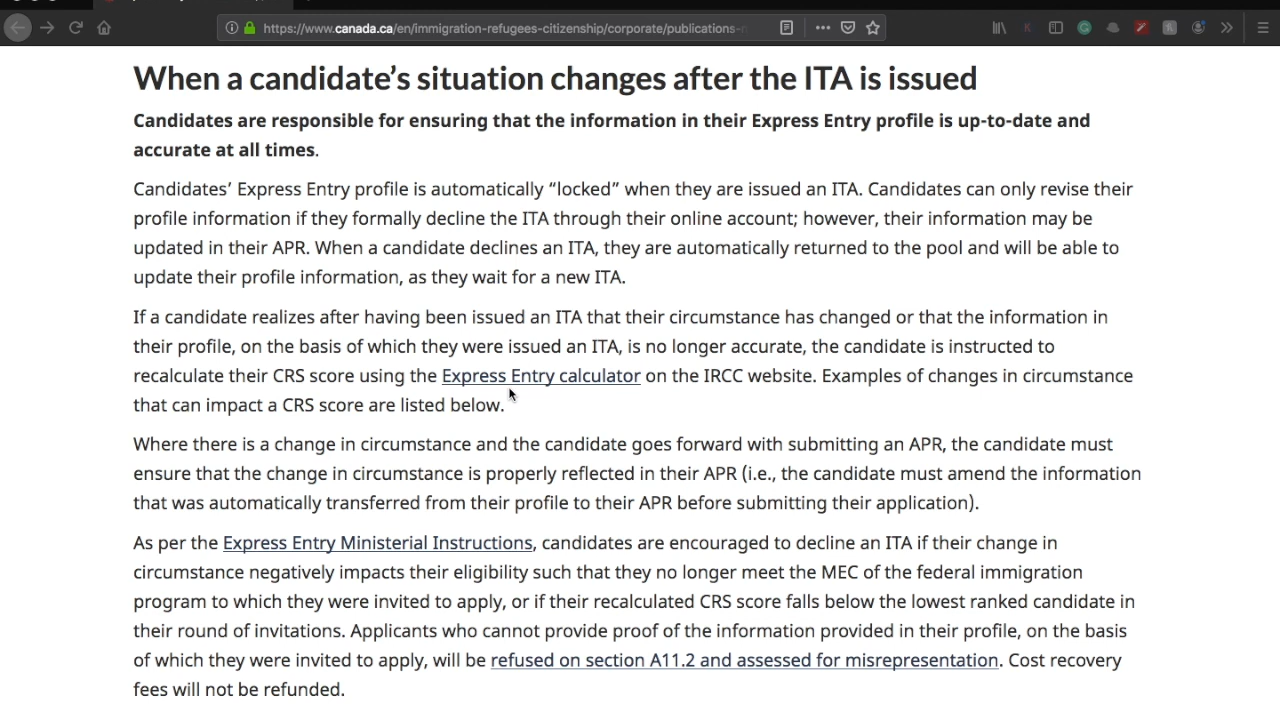 https://www.canada.ca/en/immigration-refugees-citizenship/corporate/publications-
When a candidate’s situation changes after the ITA is issued
Candidates are responsible for ensuring that the information in their Express Entry profile is up-to-date and
accurate at all times.
Candidates’ Express Entry profile is automatically “locked” when they are issued an ITA. Candidates can only revise their
profile information if they formally decline the ITA through their online account; however, their information may be
updated in their APR. When a candidate declines an ITA, they are automatically returned to the pool and will be able to
update their profile information, as they wait for a new ITA.
If a candidate realizes after having been issued an ITA that their circumstance has changed or that the information in
their profile, on the basis of which they were issued an ITA, is no longer accurate, the candidate is instructed to
recalculate their CRS score using the Express Entry calculator on the IRCC website. Examples of changes in circumstance
that can impact a CRS score are listed below.
Where there is a change in circumstance and the candidate goes forward with submitting an APR, the candidate must
ensure that the change in circumstance is properly reflected in their APR (i.e., the candidate must amend the information
that was automatically transferred from their profile to their APR before submitting their application).
As per the Express Entry Ministerial Instructions, candidates are encouraged to decline an ITA if their change in
circumstance negatively impacts their eligibility such that they no longer meet the MEC of the federal immigration
program to which they were invited to apply, or if their recalculated CRS score falls below the lowest ranked candidate in
their round of invitations. Applicants who cannot provide proof of the information provided in their profile, on the basis
of which they were invited to apply, will be refused on section A11.2 and assessed for misrepresentation. Cost recovery
fees will not be refunded.